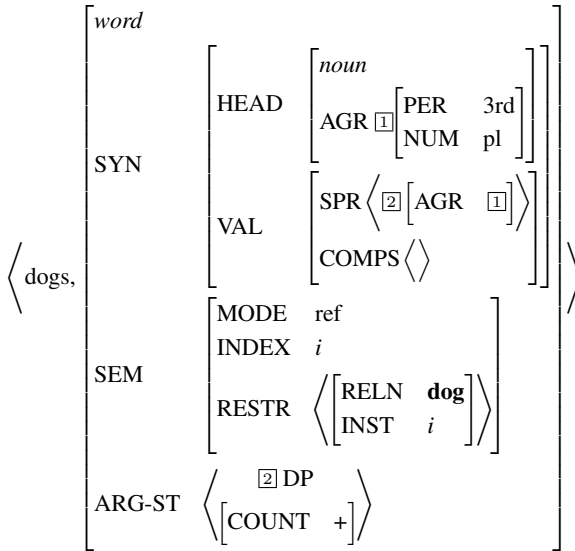 word
HEAD noun
AGR 1 PER 3rd
NUM pl
SYN
VAL SPR 2 AGR 1
COMPS
dogs,
MODE ref
INDEX i
SEM
RESTR RELN dog
INST i
ARG-ST 2 DP
COUNT +